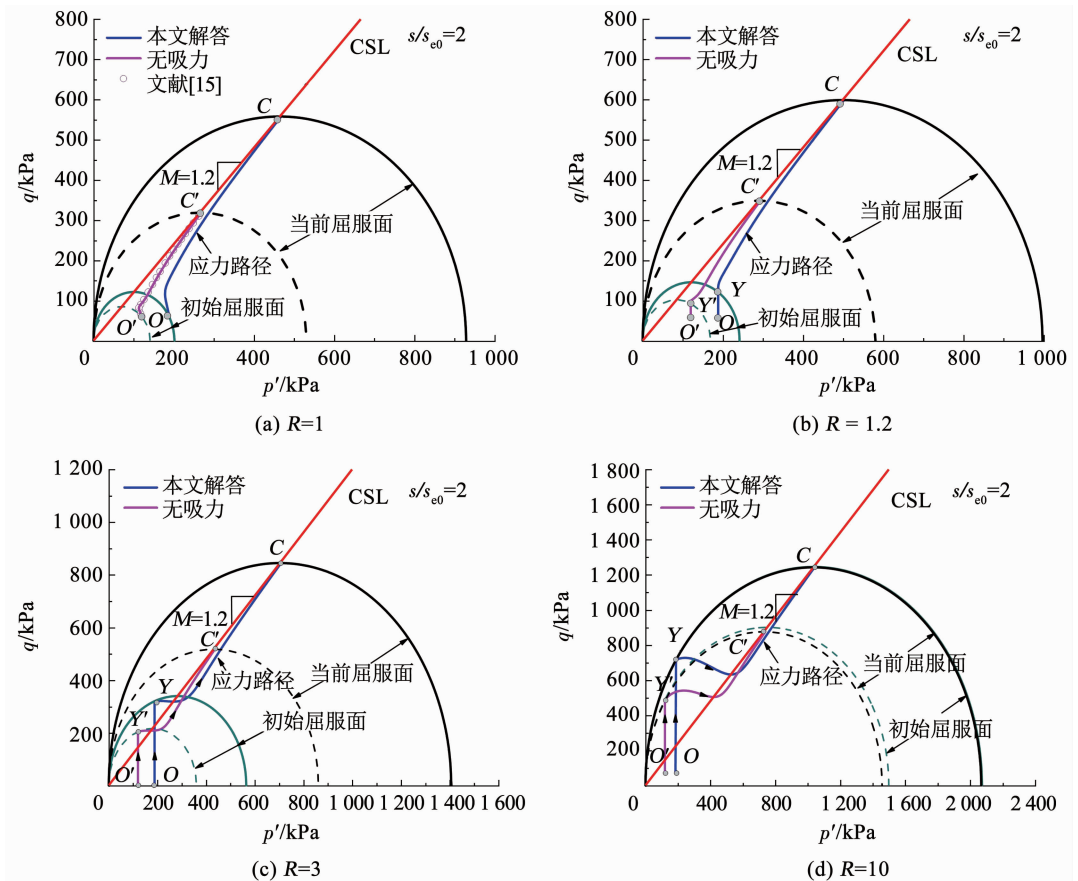 800
700
600
500
400
300
200
100
q/kPa
本文解答
无吸力
文献[15]
CSL
s/se0=2
C
M=1.2
C′
当前屈服面
应力路径
初始屈服面
O′
O
0
200
400
600
800
1 000
p′/kPa
(a) R=1
800
700
600
500
400
300
200
100
q/kPa
本文解答
无吸力
CSL
s/se0=2
C
M=1.2
C′
当前屈服面
应力路径
Y
Y′
初始屈服面
O′
O
0
200
400
600
800
1 000
p′/kPa
(b) R = 1.2
1 200
1 000
800
600
400
200
q/kPa
本文解答
无吸力
CSL
s/se0=2
C
M=1.2
C′
应力路径
当前屈服面
Y
Y′
初始屈服面
O′
O
0
200
400
600
800
1 000
1 200
1 400
1 600
p′/kPa
(c) R=3
1 800
1 600
1 400
1 200
1 000
800
600
400
200
q/kPa
本文解答
无吸力
CSL
s/se0=2
C
M=1.2
Y
C′
应力路径
当前屈服面
Y
初始屈服面
O′
O
0
400
800
1 200
1 600
2 000
2 400
p′/kPa
(d) R=10